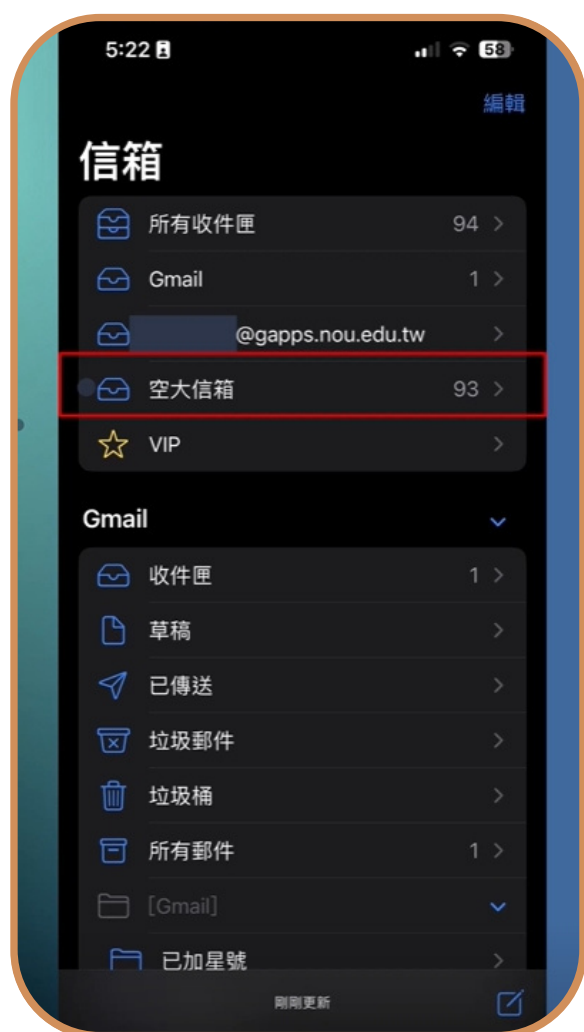 5:22
58
編輯
信箱
所有收件匣 94
Gmail 1
@gapps.nou.edu.tw
空大信箱 93
VIP
Gmail
收件匣 1
草稿
已傳送
垃圾郵件
垃圾桶
所有郵件 1
[Gmail]
已加星號
剛剛更新